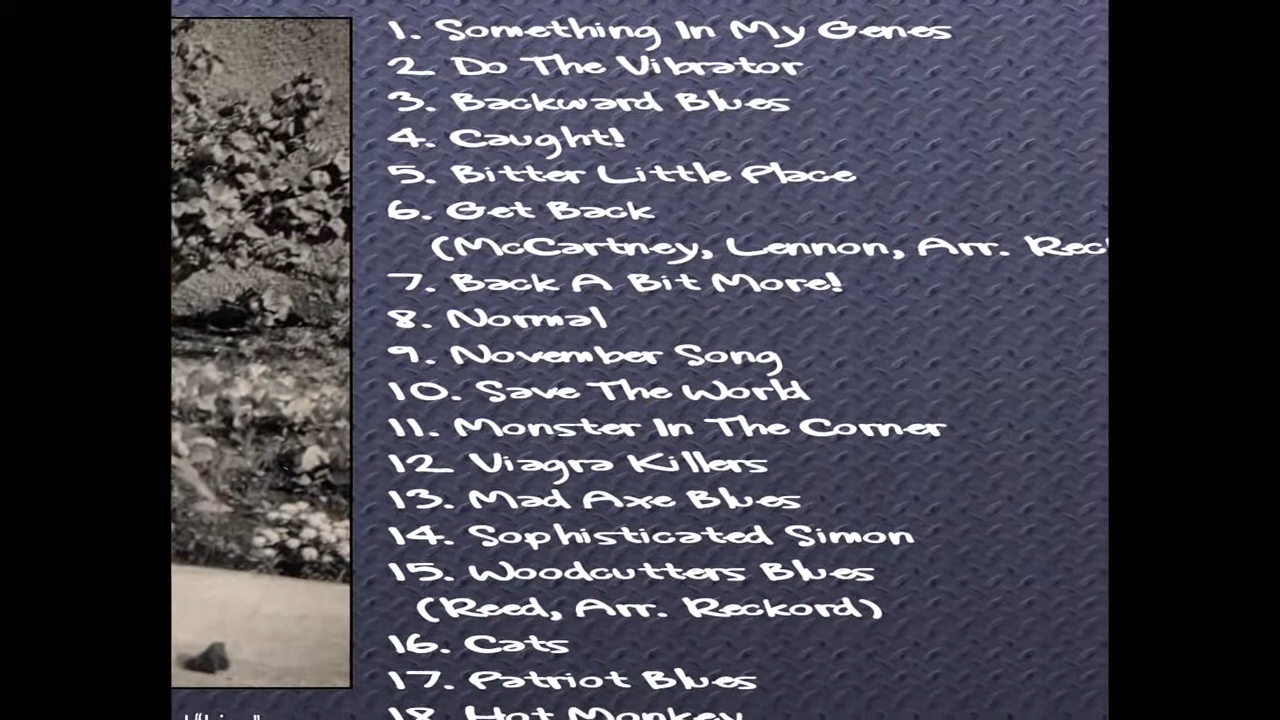 1. Something In My Genes
2 Do The Vibrator
3. Backward Blues
4. Caught!
5. Bitter Little Place
6. Get Back
(McCartney, Lennon, Arr.
7. Back A Bit More!
8. Normal
9. November Song
10. Save The World
11. Monster In The Corner
12 Viagra Killers
13. Mad Axe Blues
14. Sophisticated Simon
15. Woodcutters Blues
(Reed, Arr. Reckord)
16. Cats
17. Patriot Blues
18. Hot Monkey